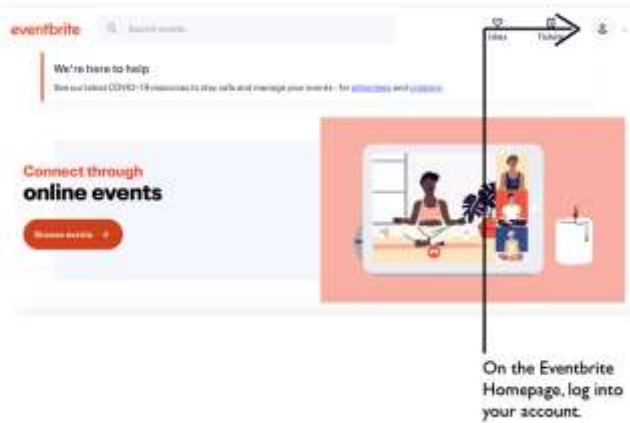 eventbrite
Search events
Likes
Tickets
We're here to help
See our latest COVID-19 resources to stay safe and manage your events - for attendees and creators.
Connect through
online events
Browse events →
On the Eventbrite
Homepage, log into
your account.